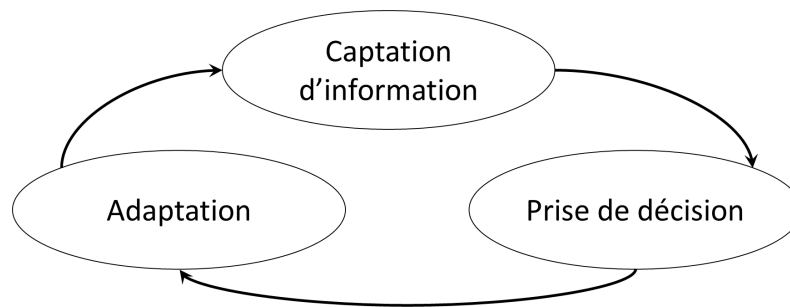 Captation
d’information
Adaptation
Prise de décision